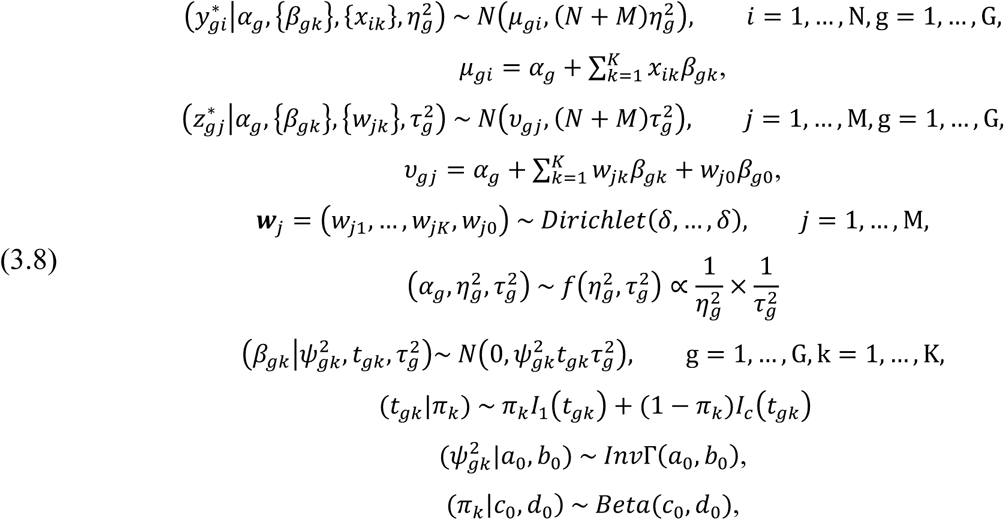 (y*_gi|α_g, {β_gk}, {x_ik}, η²_g) ~ N(μ_gi, (N + M)η²_g),    i = 1, …, N, g = 1, …, G,
μ_gi = α_g + ∑^K_{k=1} x_ik β_gk,
(z*_gj|α_g, {β_gk}, {w_jk}, τ²_g) ~ N(υ_gj, (N + M)τ²_g),    j = 1, …, M, g = 1, …, G,
υ_gj = α_g + ∑^K_{k=1} w_jk β_gk + w_j0 β_g0,
𝒘_j = (w_j1, …, w_jK, w_j0) ~ Dirichlet(δ, …, δ),    j = 1, …, M,
(3.8)
(α_g, η²_g, τ²_g) ~ f(η²_g, τ²_g) ∝ 1/η²_g × 1/τ²_g
(β_gk|ψ²_gk, t_gk, τ²_g)~ N(0, ψ²_gk t_gk τ²_g),    g = 1, …, G, k = 1, …, K,
(t_gk|π_k) ~ π_k I_1(t_gk) + (1 − π_k)I_c(t_gk)
(ψ²_gk|a_0, b_0) ~ InvΓ(a_0, b_0),
(π_k|c_0, d_0) ~ Beta(c_0, d_0),